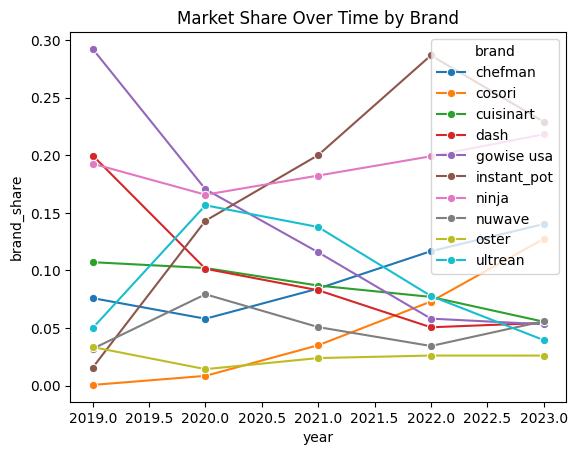 Market Share Over Time by Brand
0.30
0.25
0.20
0.15
0.10
0.05
0.00
brand_share
brand
chefman
cosori
cuisinart
dash
gowise usa
instant_pot
ninja
nuwave
oster
ultrean
2019.0 2019.5 2020.0 2020.5 2021.0 2021.5 2022.0 2022.5 2023.0
year